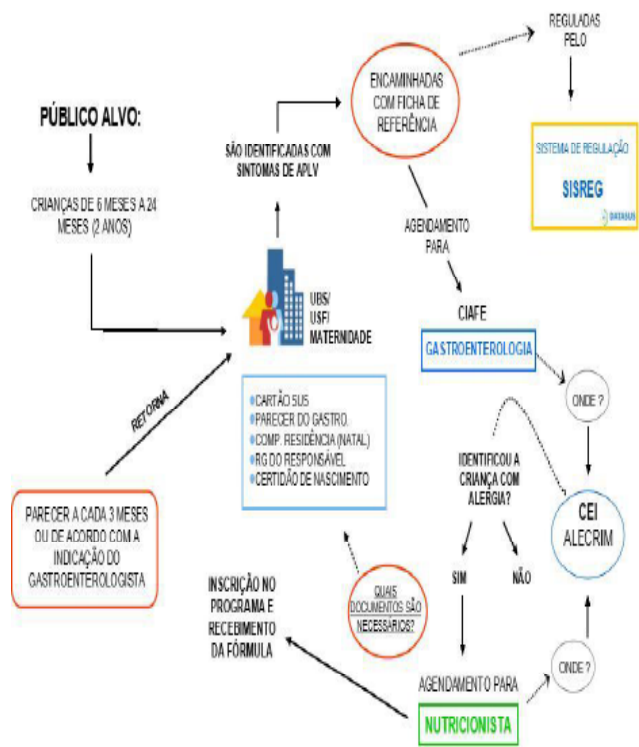 PÚBLICO ALVO:
CRIANÇAS DE 6 MESES A 24
MESES (2 ANOS)
UBS/
USF/
MATERNIDADE
SÃO IDENTIFICADAS COM
SINTOMAS DE APLV
ENCAMINHADAS
COM FICHA DE
REFERÊNCIA
REGULADAS
PELO
SISTEMA DE REGULAÇÃO
SISREG
DATASUS
AGENDAMENTO
PARA
CIAFE
GASTROENTEROLOGIA
ONDE ?
CEI
ALECRIM
IDENTIFICOU A
CRIANÇA COM
ALERGIA?
SIM
NÃO
AGENDAMENTO PARA
NUTRICIONISTA
ONDE ?
INSCRIÇÃO NO
PROGRAMA E
RECEBIMENTO
DA FÓRMULA
QUAIS
DOCUMENTOS SÃO
NECESSÁRIOS?
CARTÃO SUS
PARECER DO GASTRO.
COMP. RESIDÊNCIA (NATAL)
RG DO RESPONSÁVEL
CERTIDÃO DE NASCIMENTO
PARECER A CADA 3 MESES
OU DE ACORDO COM A
INDICAÇÃO DO
GASTROENTEROLOGISTA
RETORNA